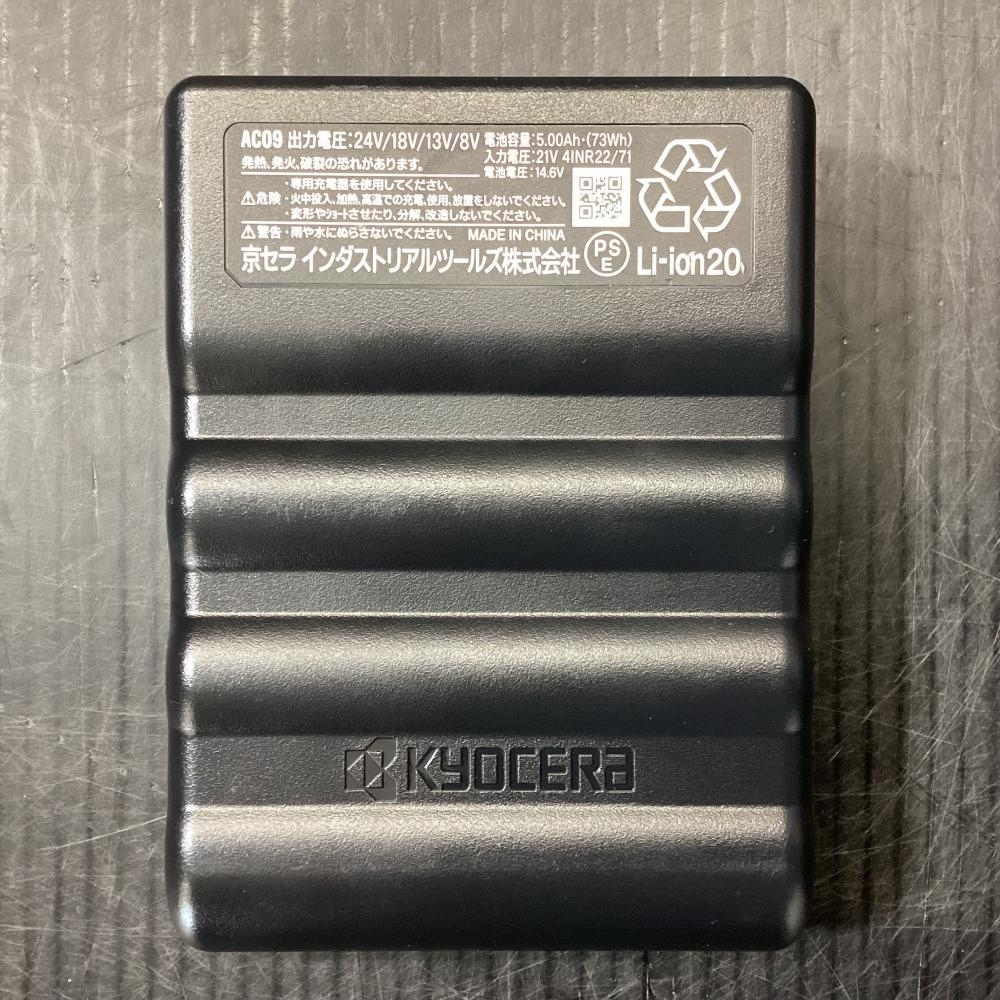 AC09 出力電圧:24V/18V/13V/8V 電池容量:5.00Ah・(73Wh)
発熱、発火、破裂の恐れがあります。 入力電圧:21V 4INR22/71
電池電圧:14.6V
・専用充電器を使用してください。
⚠危険・火中投入、加熱、高温での充電、使用、放置をしないでください。
・変形やショートさせたり、分解、改造しないでください。
⚠警告・雨や水にぬらさないでください。 MADE IN CHINA
京セラ インダストリアルツールズ株式会社 PSE Li-ion20
KYOCERA